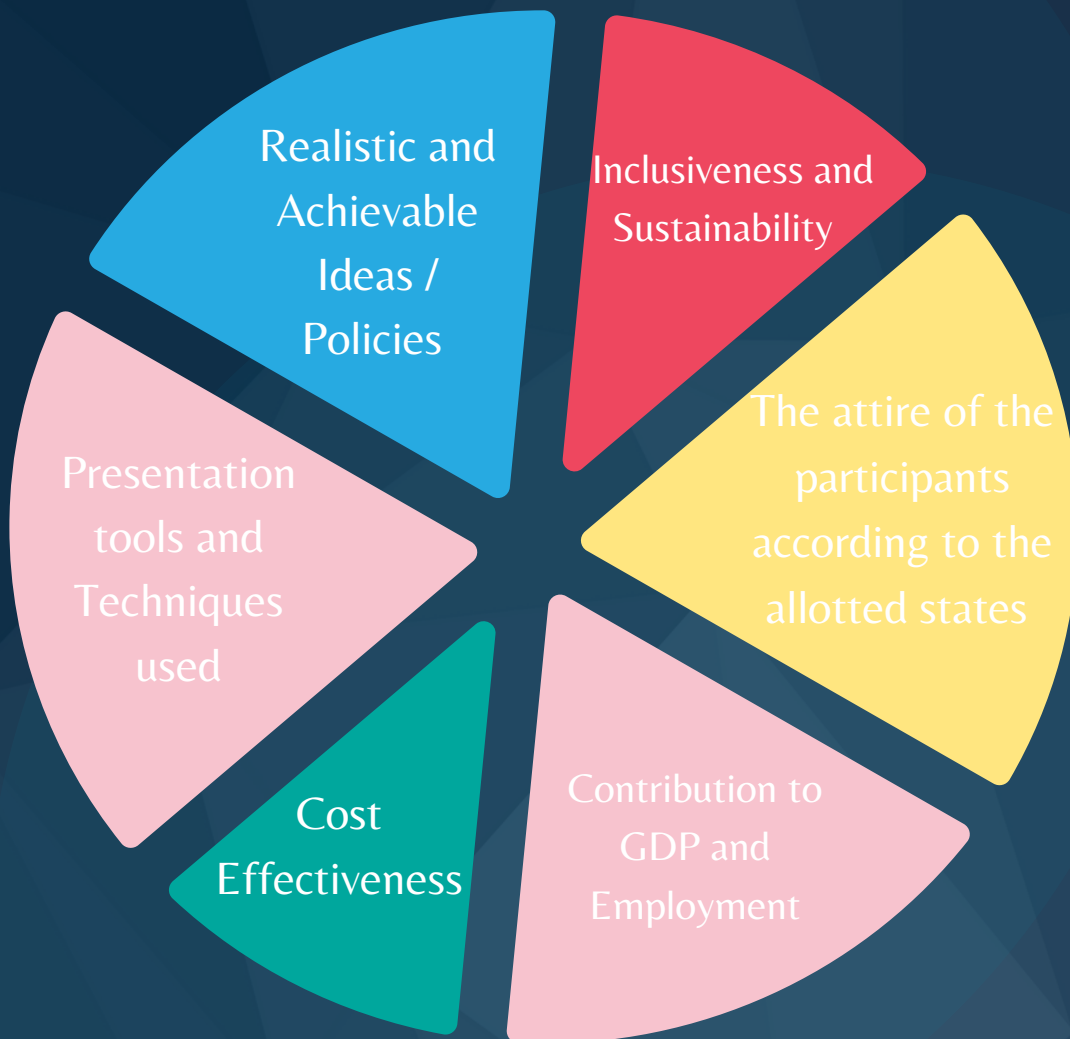 Realistic and
Achievable
Ideas /
Policies
Inclusiveness and
Sustainability
The attire of the
participants
according to the
allotted states
Contribution to
GDP and
Employment
Cost
Effectiveness
Presentation
tools and
Techniques
used